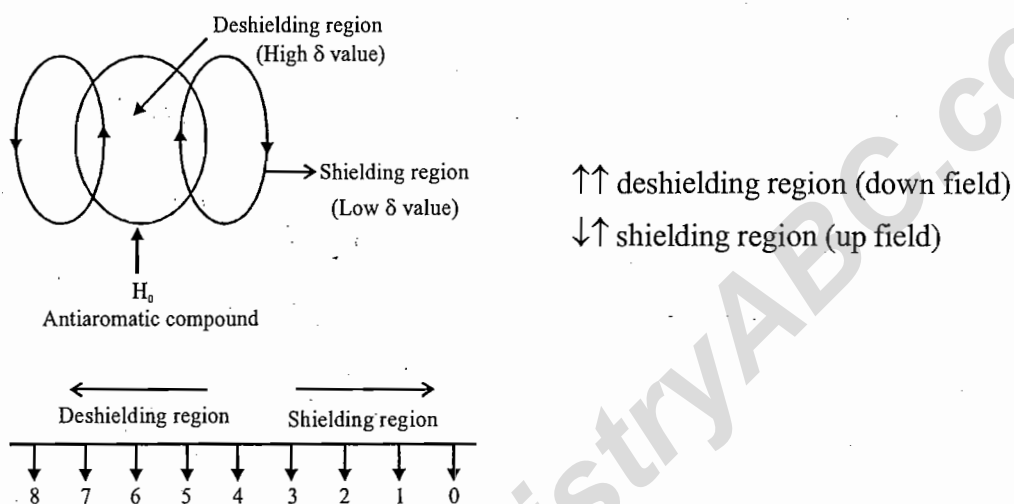 Deshielding region
(High δ value)
Shielding region
(Low δ value)
H₀
Antiaromatic compound
↑↑ deshielding region (down field)
↓↑ shielding region (up field)
Deshielding region Shielding region
8 7 6 5 4 3 2 1 0